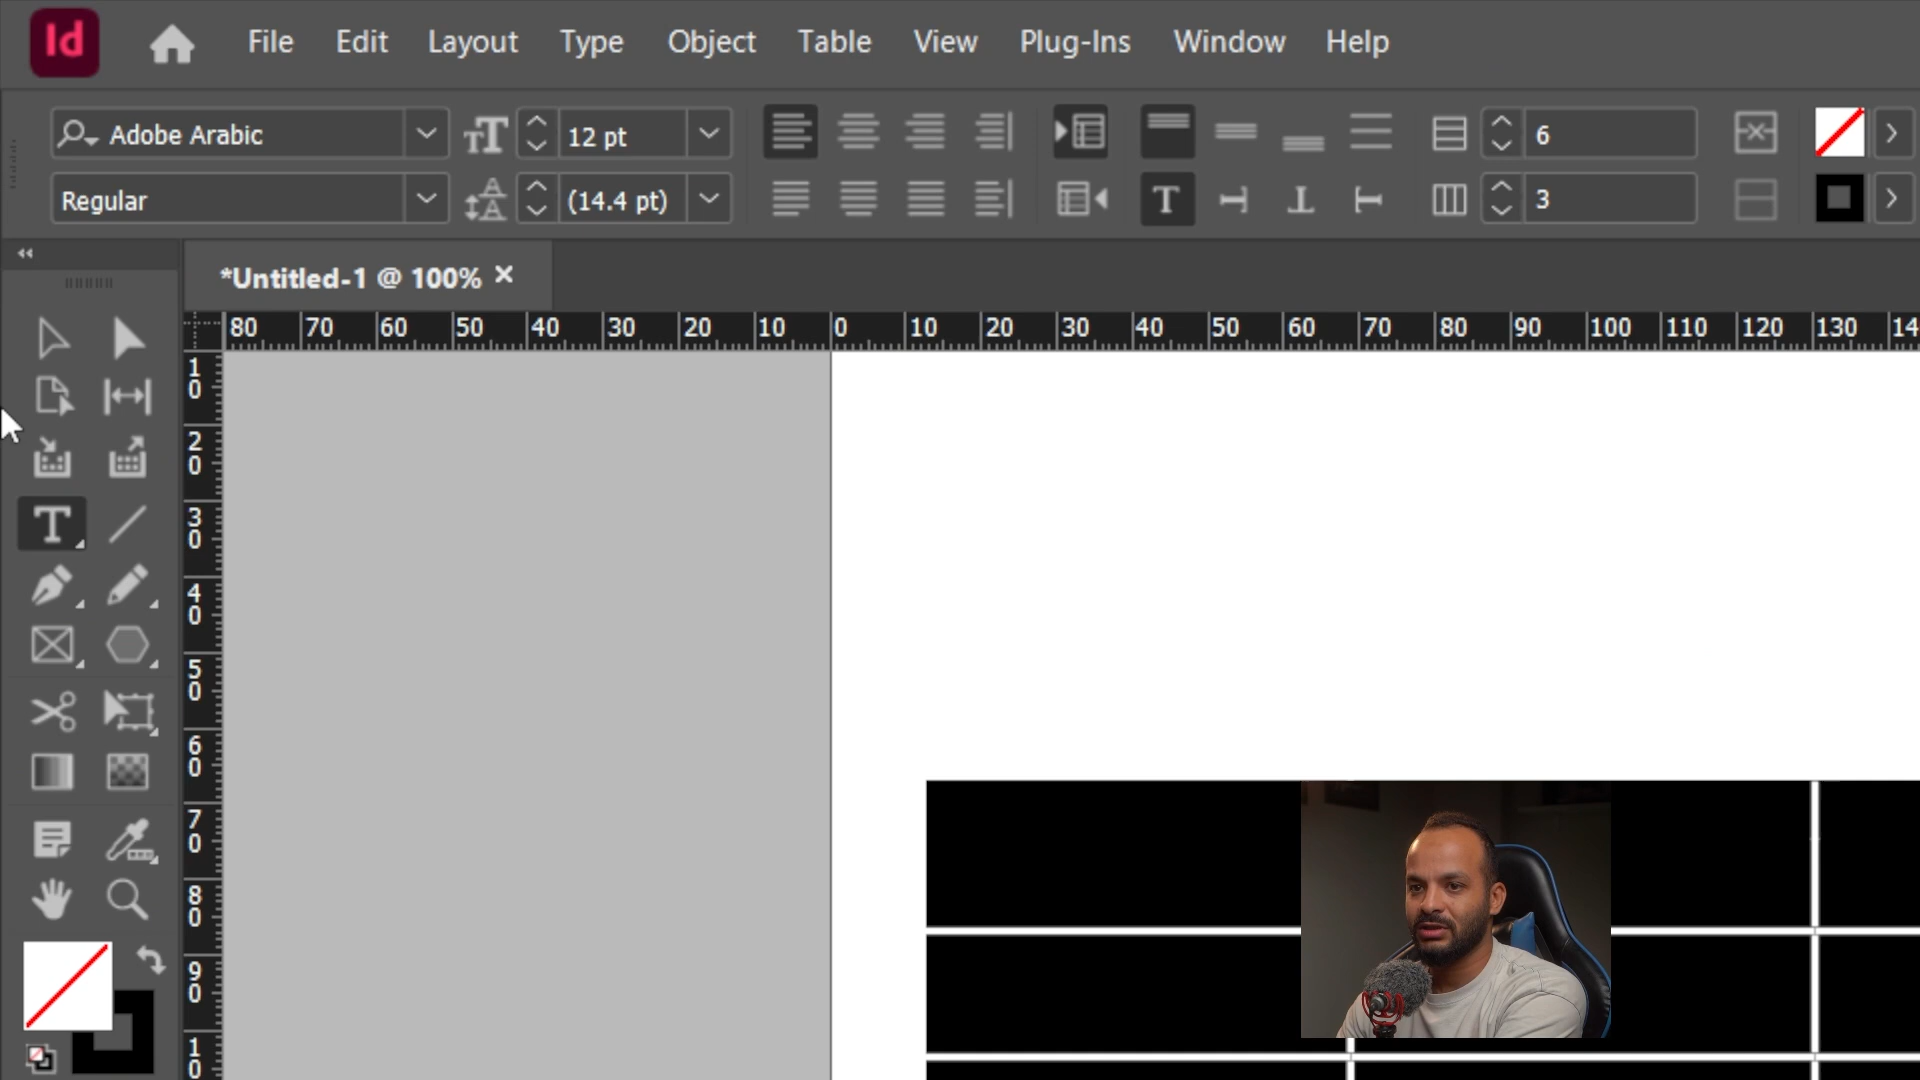 Id File Edit Layout Type Object Table View Plug-Ins Window Help
Adobe Arabic 12 pt 6
Regular (14.4 pt) 3
*Untitled-1 @ 100% ×
80 70 60 50 40 30 20 10 0 10 20 30 40 50 60 70 80 90 100 110 120 130 14
10
20
30
40
50
60
70
80
90
10